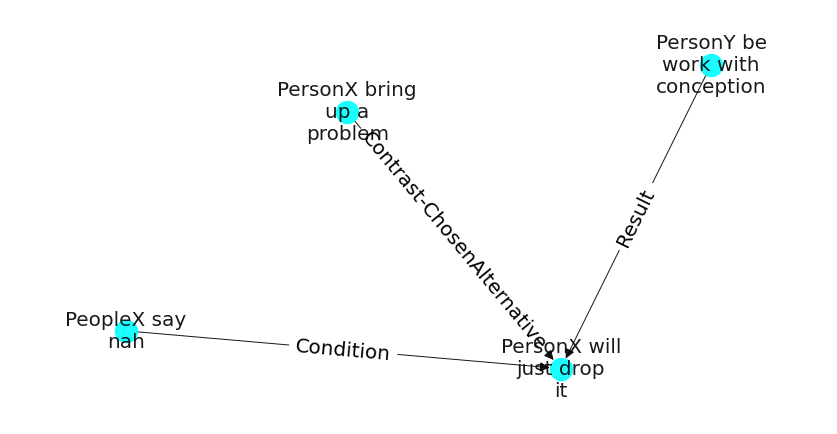 PersonY be
work with
conception
PersonX bring
up a
problem
Contrast-ChosenAlternative
Result
PeopleX say
nah
Condition
PersonX will
just drop
it